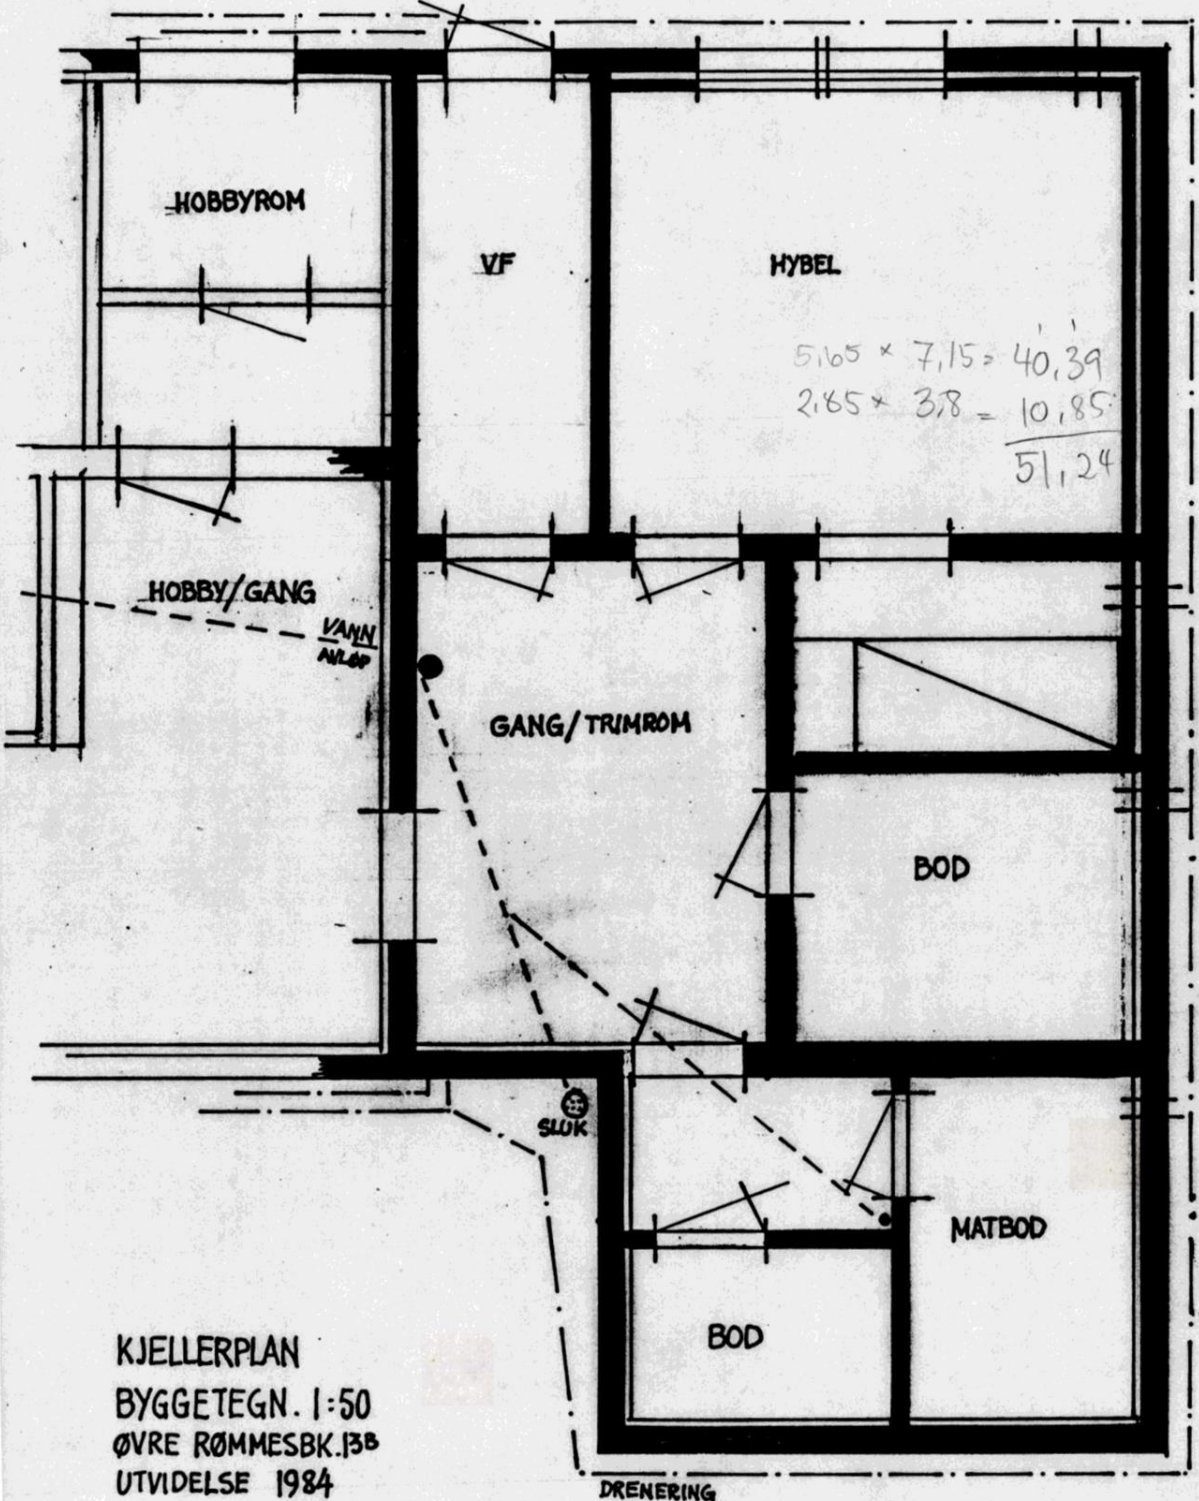 HOBBYROM
VF
HYBEL
5,65 × 7,15 = 40,39
2,85 × 3,8 = 10,85
51,24
HOBBY/GANG
VANN
AVLØP
GANG/TRIMROM
BOD
SLUK
MATBOD
BOD
KJELLERPLAN
BYGGETEGN. 1:50
ØVRE RØMMESBK.13B
UTVIDELSE 1984
DRENERING